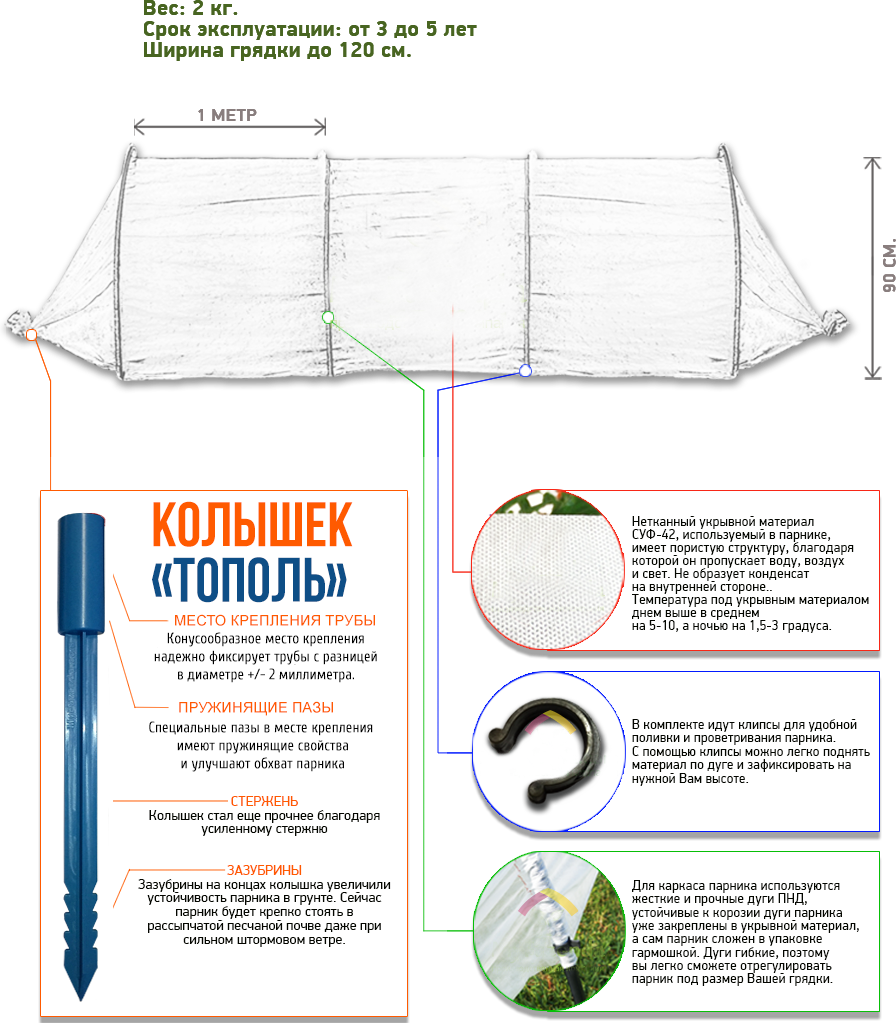 Вес: 2 кг.
Срок эксплуатации: от 3 до 5 лет
Ширина грядки до 120 см.
1 МЕТР
90 СМ.
КОЛЫШЕК
«ТОПОЛЬ»
МЕСТО КРЕПЛЕНИЯ ТРУБЫ
Конусообразное место крепления
надежно фиксирует трубы с разницей
в диаметре +/- 2 миллиметра.
ПРУЖИНЯЩИЕ ПАЗЫ
Специальные пазы в месте крепления
имеют пружинящие свойства
и улучшают обхват парника
СТЕРЖЕНЬ
Колышек стал еще прочнее благодаря
усиленному стержню
ЗАЗУБРИНЫ
Зазубрины на концах колышка увеличили
устойчивость парника в грунте. Сейчас
парник будет крепко стоять в
рассыпчатой песчаной почве даже при
сильном штормовом ветре.
Нетканный укрывной материал
СУФ-42, используемый в парнике,
имеет пористую структуру, благодаря
которой он пропускает воду, воздух
и свет. Не образует конденсат
на внутренней стороне..
Температура под укрывным материалом
днем выше в среднем
на 5-10, а ночью на 1,5-3 градуса.
В комплекте идут клипсы для удобной
поливки и проветривания парника.
С помощью клипсы можно легко поднять
материал по дуге и зафиксировать на
нужной Вам высоте.
Для каркаса парника используются
жесткие и прочные дуги ПНД,
устойчивые к корозии дуги парника
уже закреплены в укрывной материал,
а сам парник сложен в упаковке
гармошкой. Дуги гибкие, поэтому
вы легко сможете отрегулировать
парник под размер Вашей грядки.